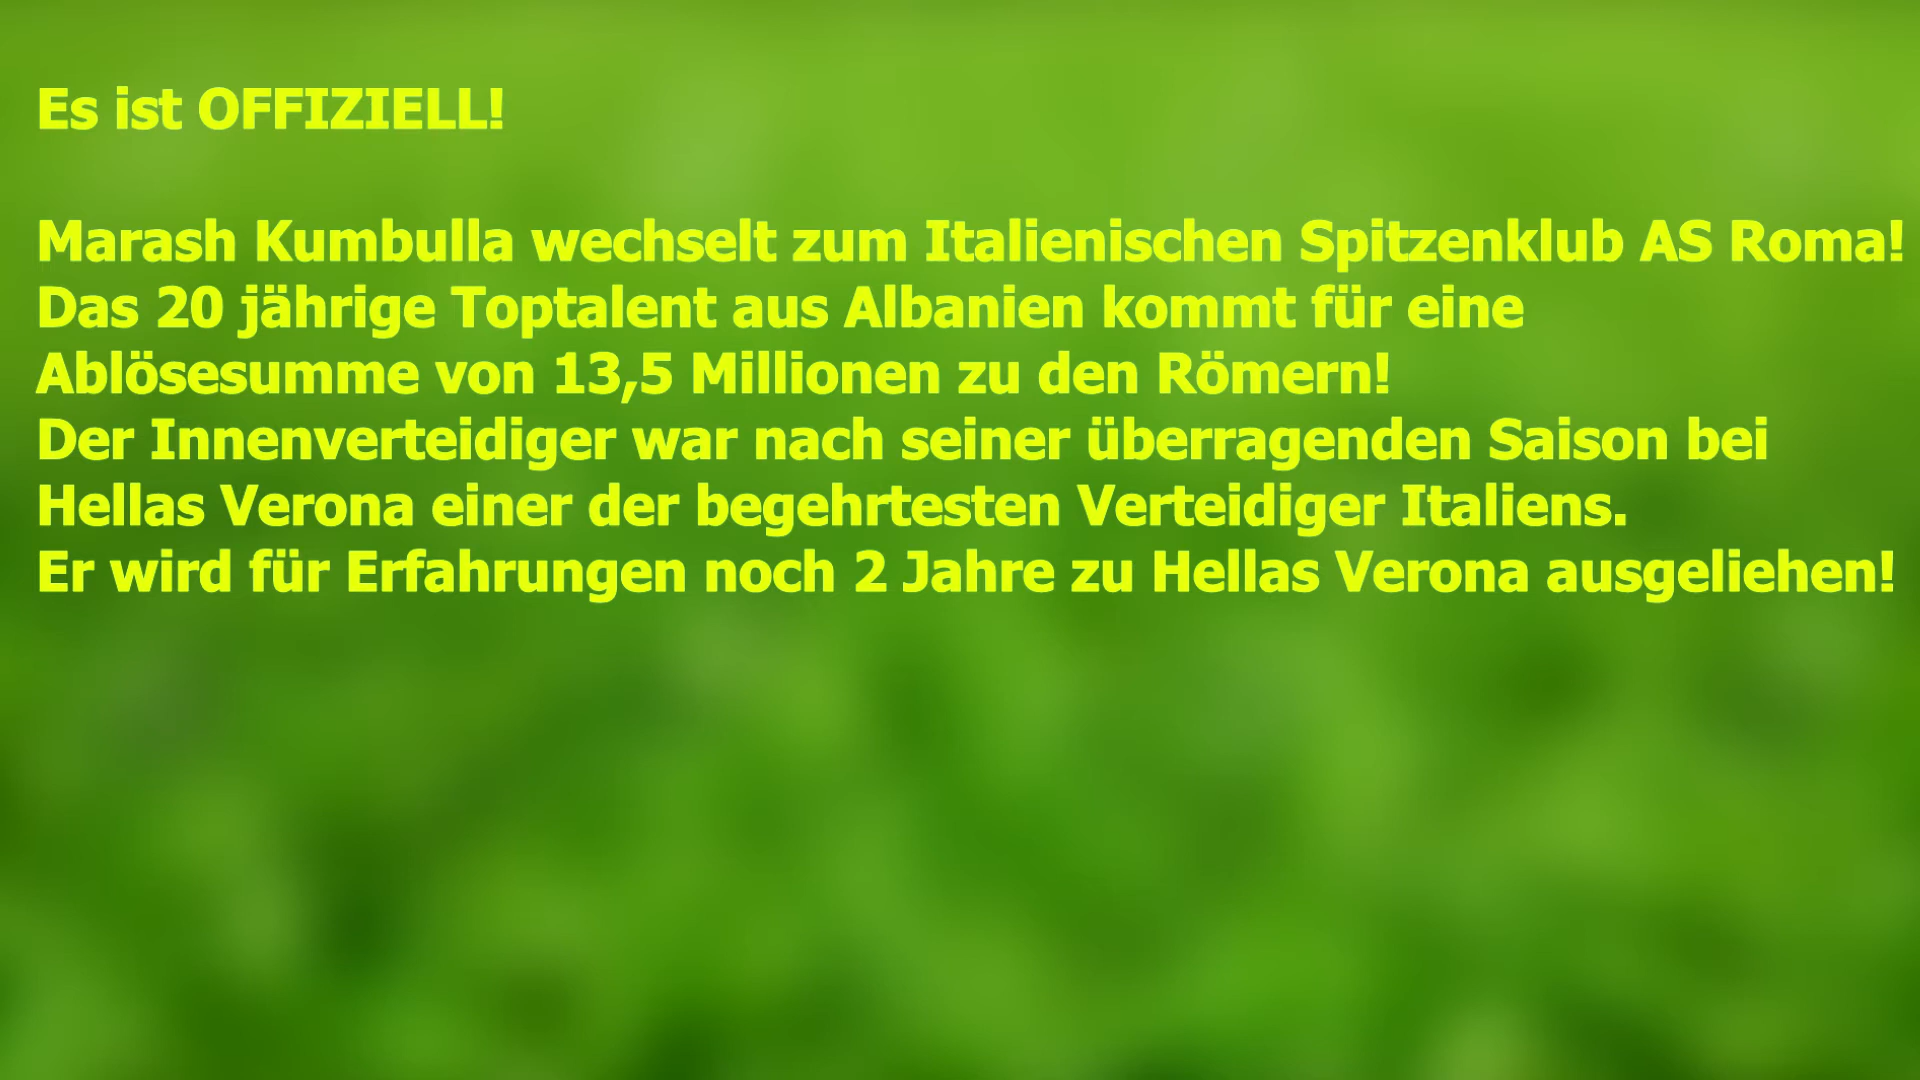 Es ist OFFIZIELL!
Marash Kumbulla wechselt zum Italienischen Spitzenklub AS Roma!
Das 20 jährige Toptalent aus Albanien kommt für eine
Ablösesumme von 13,5 Millionen zu den Römern!
Der Innenverteidiger war nach seiner überragenden Saison bei
Hellas Verona einer der begehrtesten Verteidiger Italiens.
Er wird für Erfahrungen noch 2 Jahre zu Hellas Verona ausgeliehen!